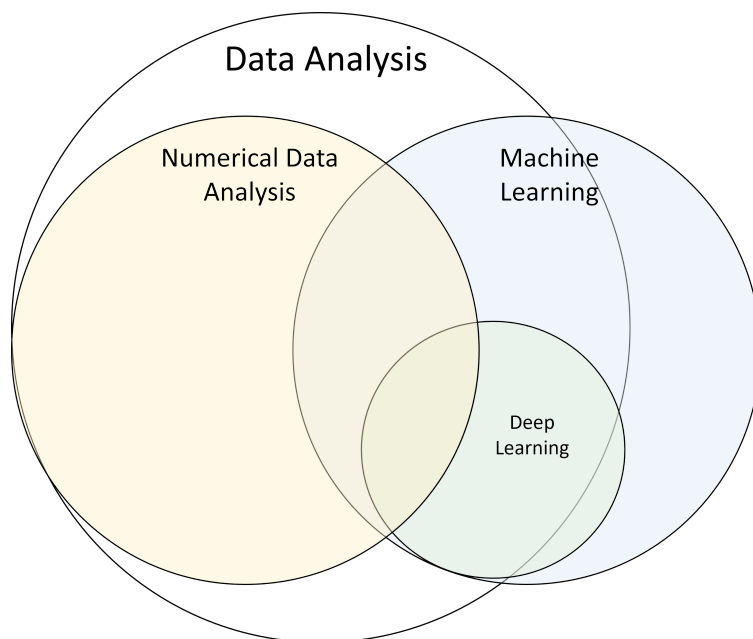 Data Analysis
Numerical Data
Analysis
Machine
Learning
Deep
Learning